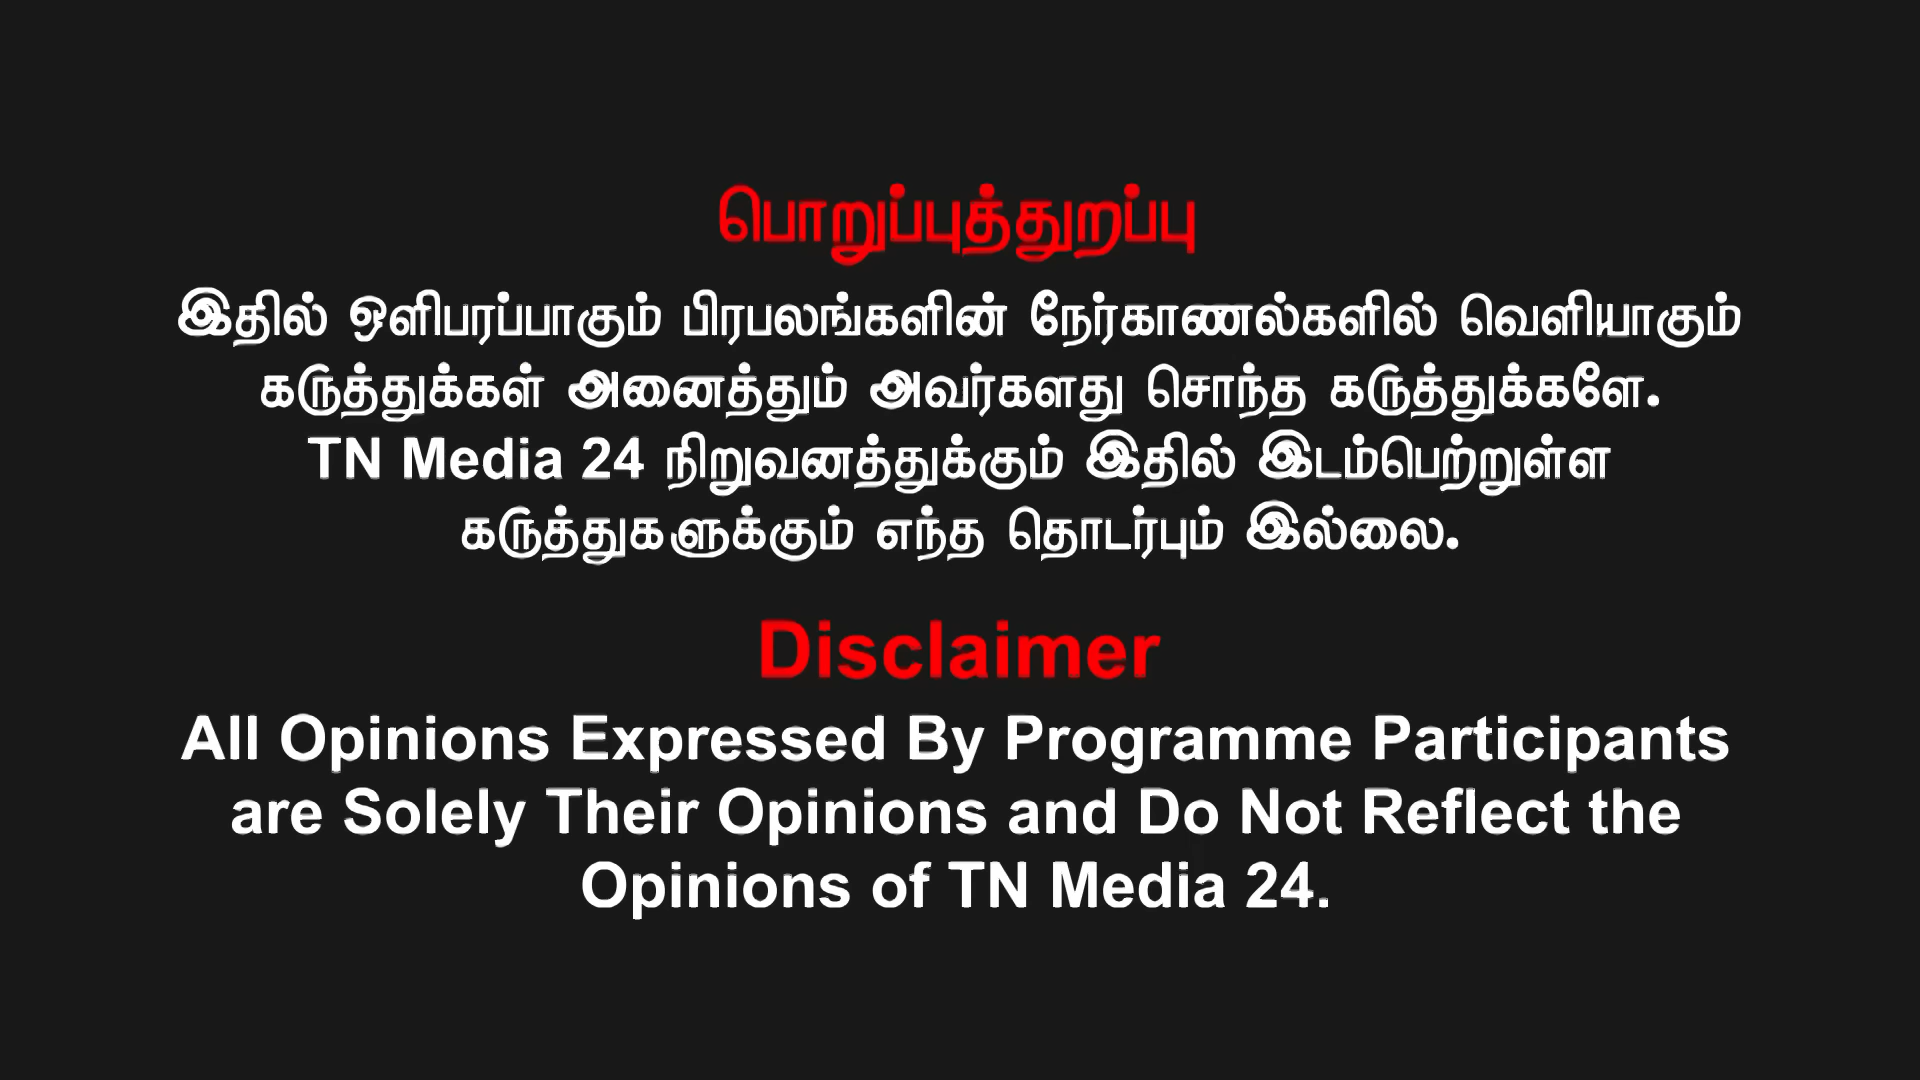 பொறுப்புத்துறப்பு
இதில் ஒளிபரப்பாகும் பிரபலங்களின் நேர்காணல்களில் வெளியாகும்
கருத்துக்கள் அனைத்தும் அவர்களது சொந்த கருத்துக்களே.
TN Media 24 நிறுவனத்துக்கும் இதில் இடம்பெற்றுள்ள
கருத்துகளுக்கும் எந்த தொடர்பும் இல்லை.
Disclaimer
All Opinions Expressed By Programme Participants
are Solely Their Opinions and Do Not Reflect the
Opinions of TN Media 24.